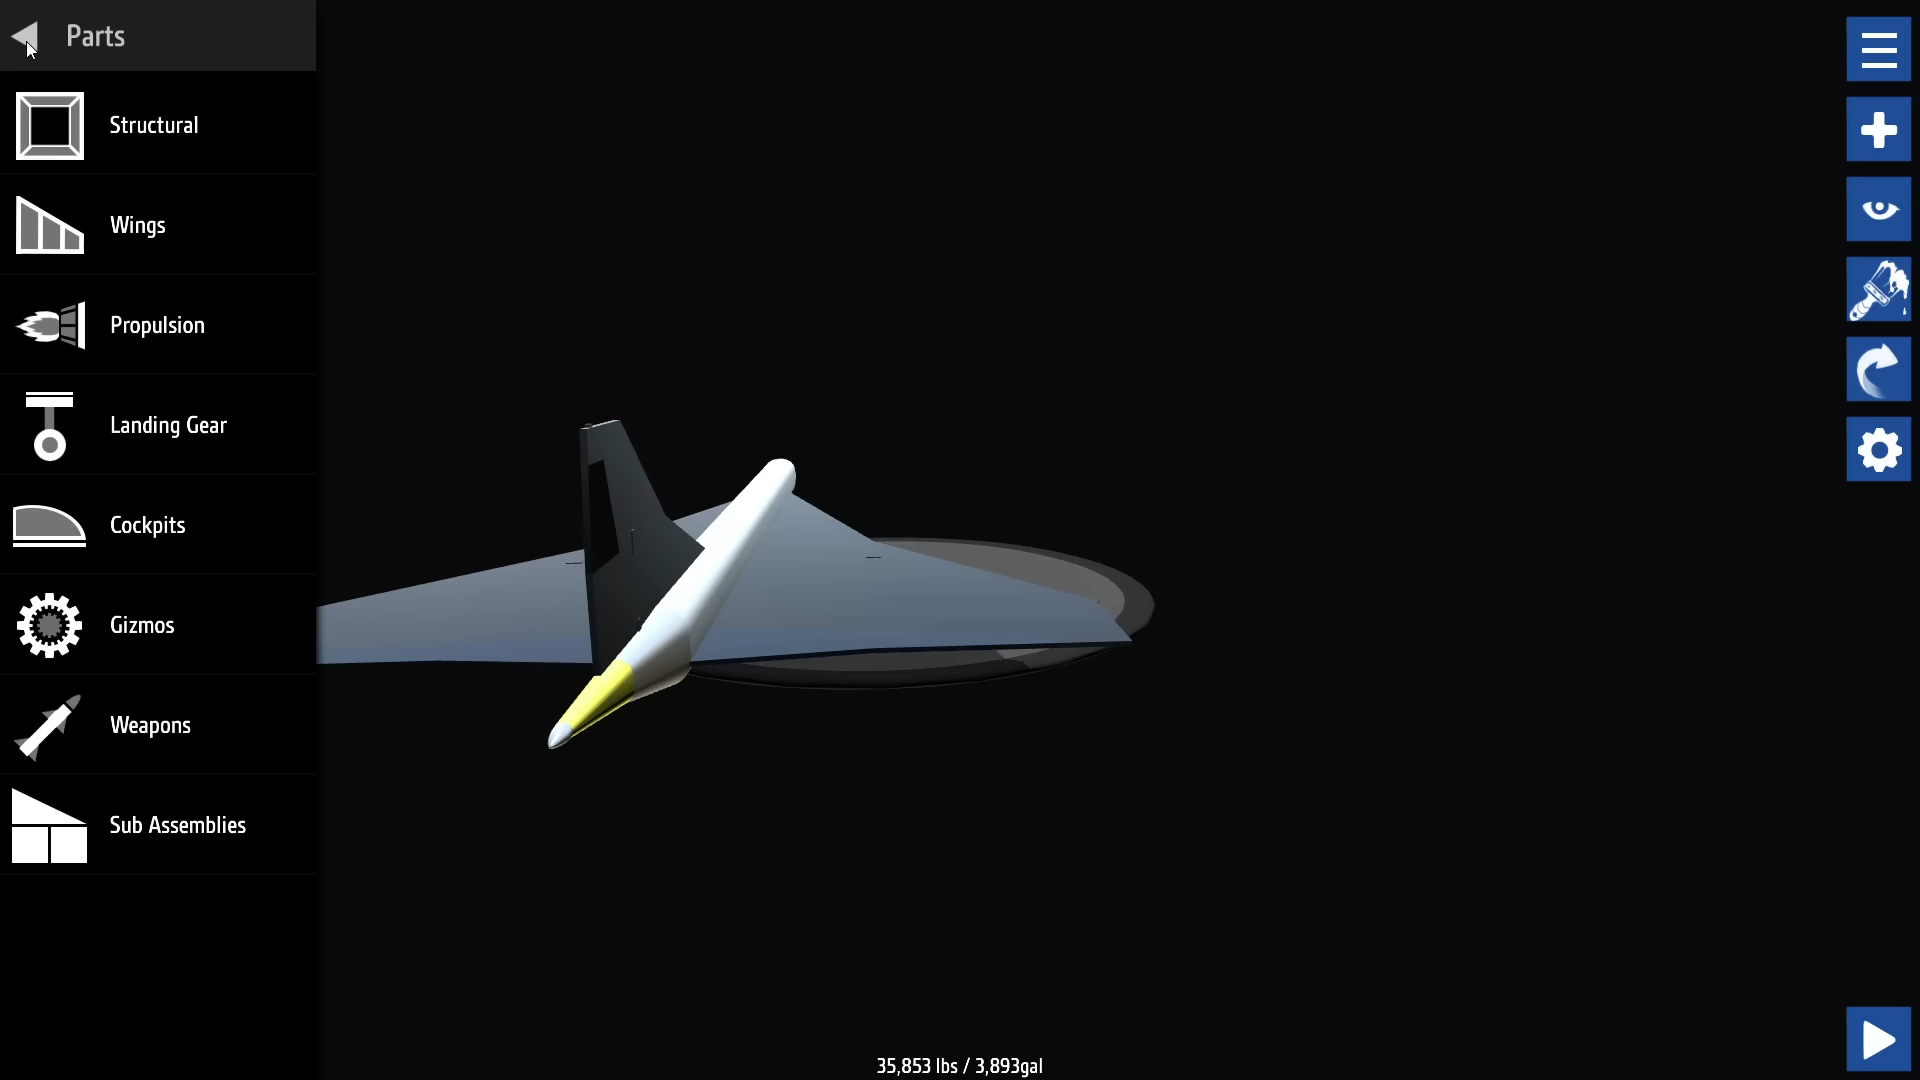 Parts
Structural
Wings
Propulsion
Landing Gear
Cockpits
Gizmos
Weapons
Sub Assemblies
35,853 lbs / 3,893gal